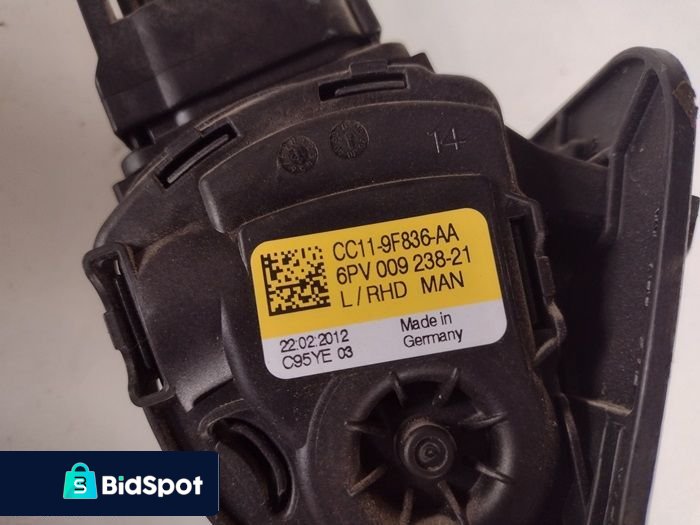 14
CC11-9F836-AA
6PV 009 238-21
L/RHD MAN
22.02.2012
C95YE 03
Made in
Germany
S
BidSpot